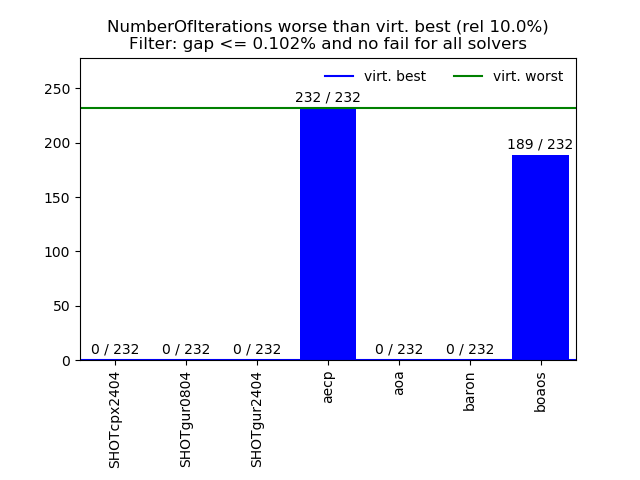 NumberOfIterations worse than virt. best (rel 10.0%)
Filter: gap <= 0.102% and no fail for all solvers
virt. best
virt. worst
250
200
150
100
50
0
0 / 232
0 / 232
0 / 232
232 / 232
0 / 232
0 / 232
189 / 232
SHOTcpx2404
SHOTgur0804
SHOTgur2404
aecp
aoa
baron
boaos